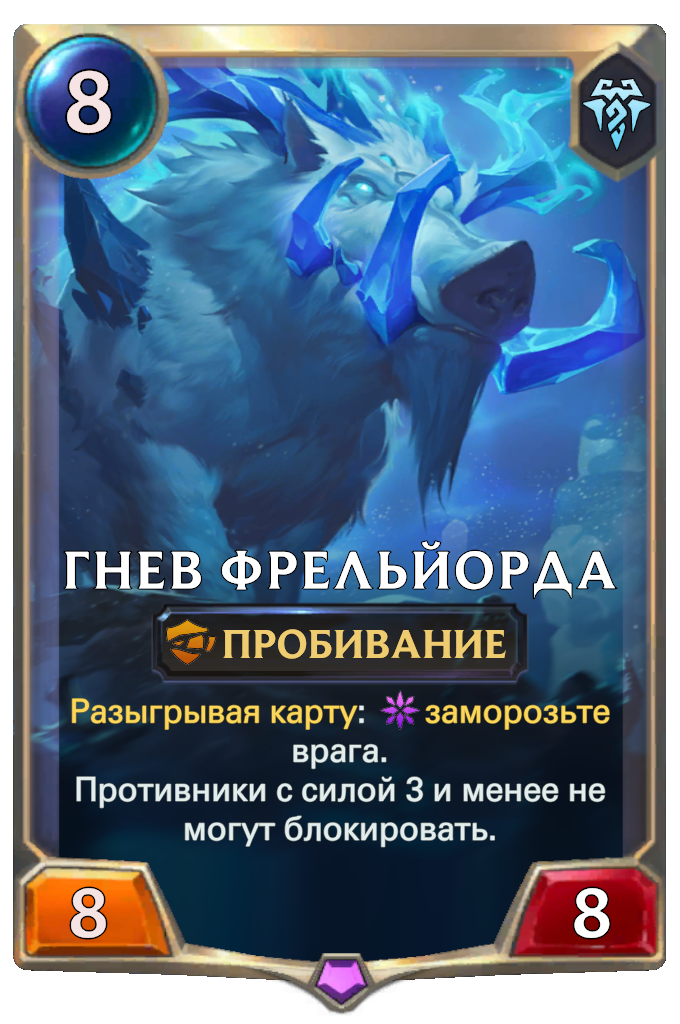 8
ГНЕВ ФРЕЛЬЙОРДА
ПРОБИВАНИЕ
Разыгрывая карту: заморозьте
врага.
Противники с силой 3 и менее не
могут блокировать.
8
8